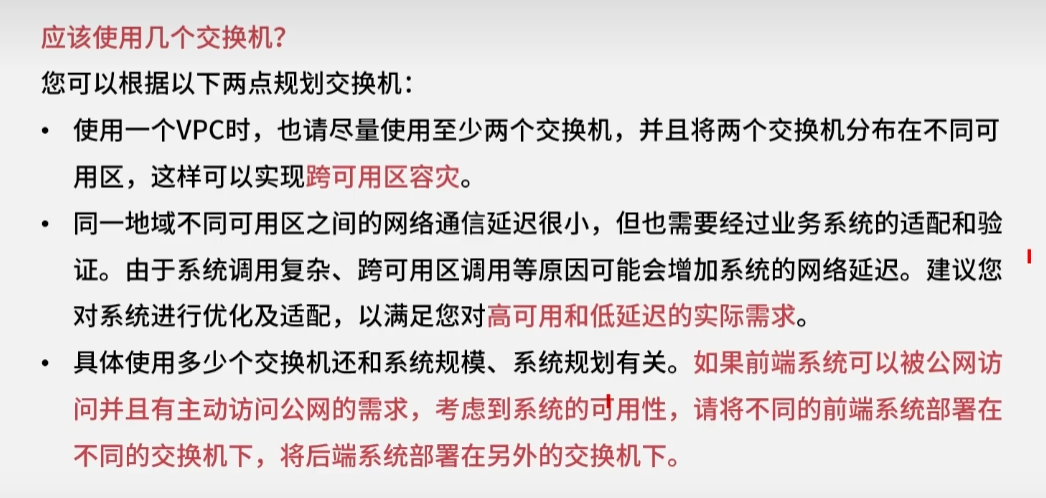 应该使用几个交换机？
您可以根据以下两点规划交换机：
• 使用一个VPC时，也请尽量使用至少两个交换机，并且将两个交换机分布在不同可
用区，这样可以实现跨可用区容灾。
• 同一地域不同可用区之间的网络通信延迟很小，但也需要经过业务系统的适配和验
证。由于系统调用复杂、跨可用区调用等原因可能会增加系统的网络延迟。建议您
对系统进行优化及适配，以满足您对高可用和低延迟的实际需求。
• 具体使用多少个交换机还和系统规模、系统规划有关。如果前端系统可以被公网访
问并且有主动访问公网的需求，考虑到系统的可用性，请将不同的前端系统部署在
不同的交换机下，将后端系统部署在另外的交换机下。